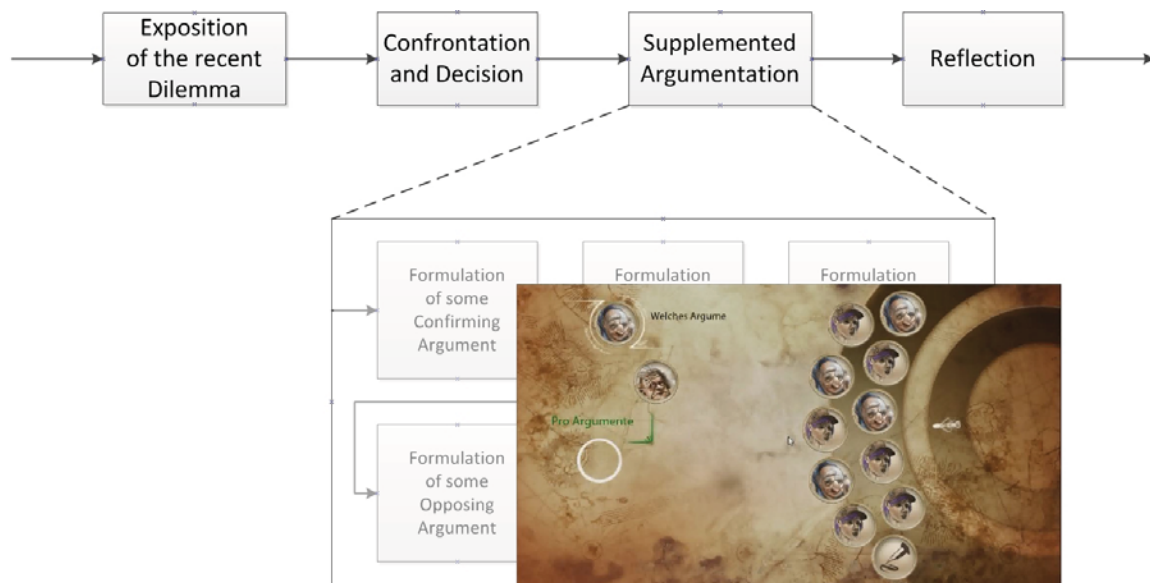 Exposition
of the recent
Dilemma
Confrontation
and Decision
Supplemented
Argumentation
Reflection
Formulation
of some
Confirming
Argument
Formulation
Formulation
Welches Argume
Pro Argumente
Formulation
of some
Opposing
Argument